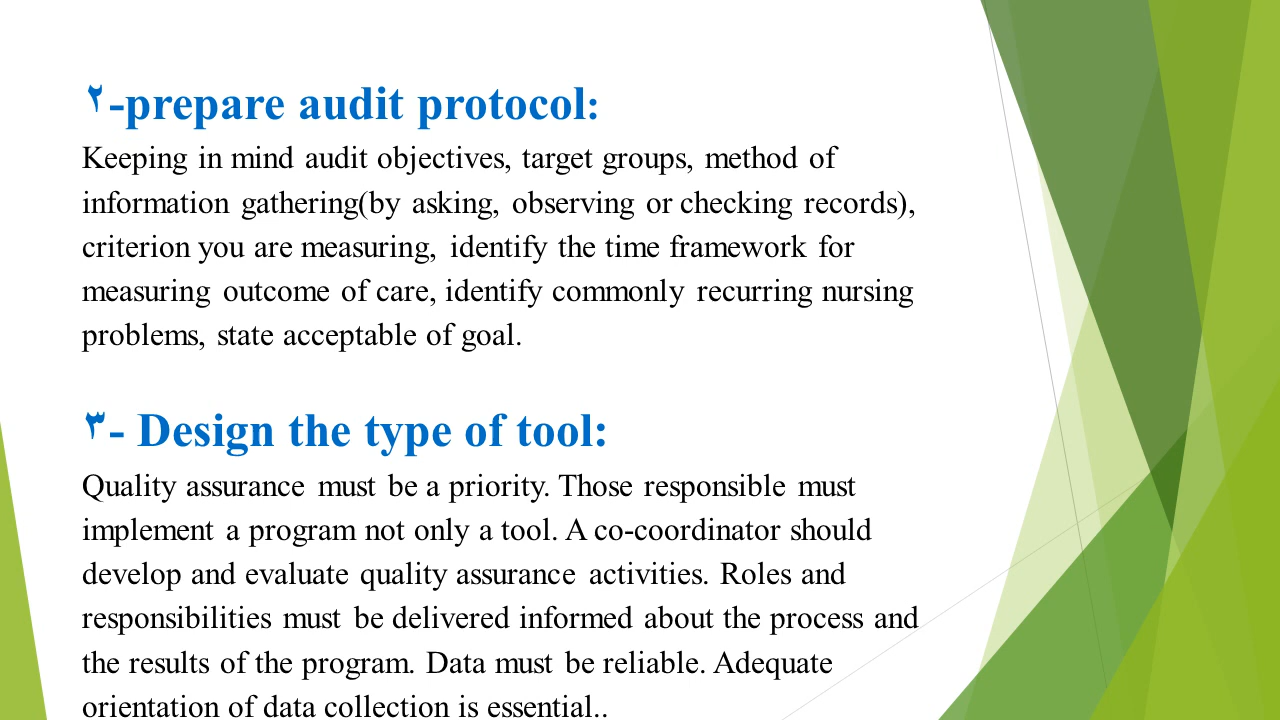 ٢-prepare audit protocol:
Keeping in mind audit objectives, target groups, method of
information gathering(by asking, observing or checking records),
criterion you are measuring, identify the time framework for
measuring outcome of care, identify commonly recurring nursing
problems, state acceptable of goal.
٣- Design the type of tool:
Quality assurance must be a priority. Those responsible must
implement a program not only a tool. A co-coordinator should
develop and evaluate quality assurance activities. Roles and
responsibilities must be delivered informed about the process and
the results of the program. Data must be reliable. Adequate
orientation of data collection is essential..